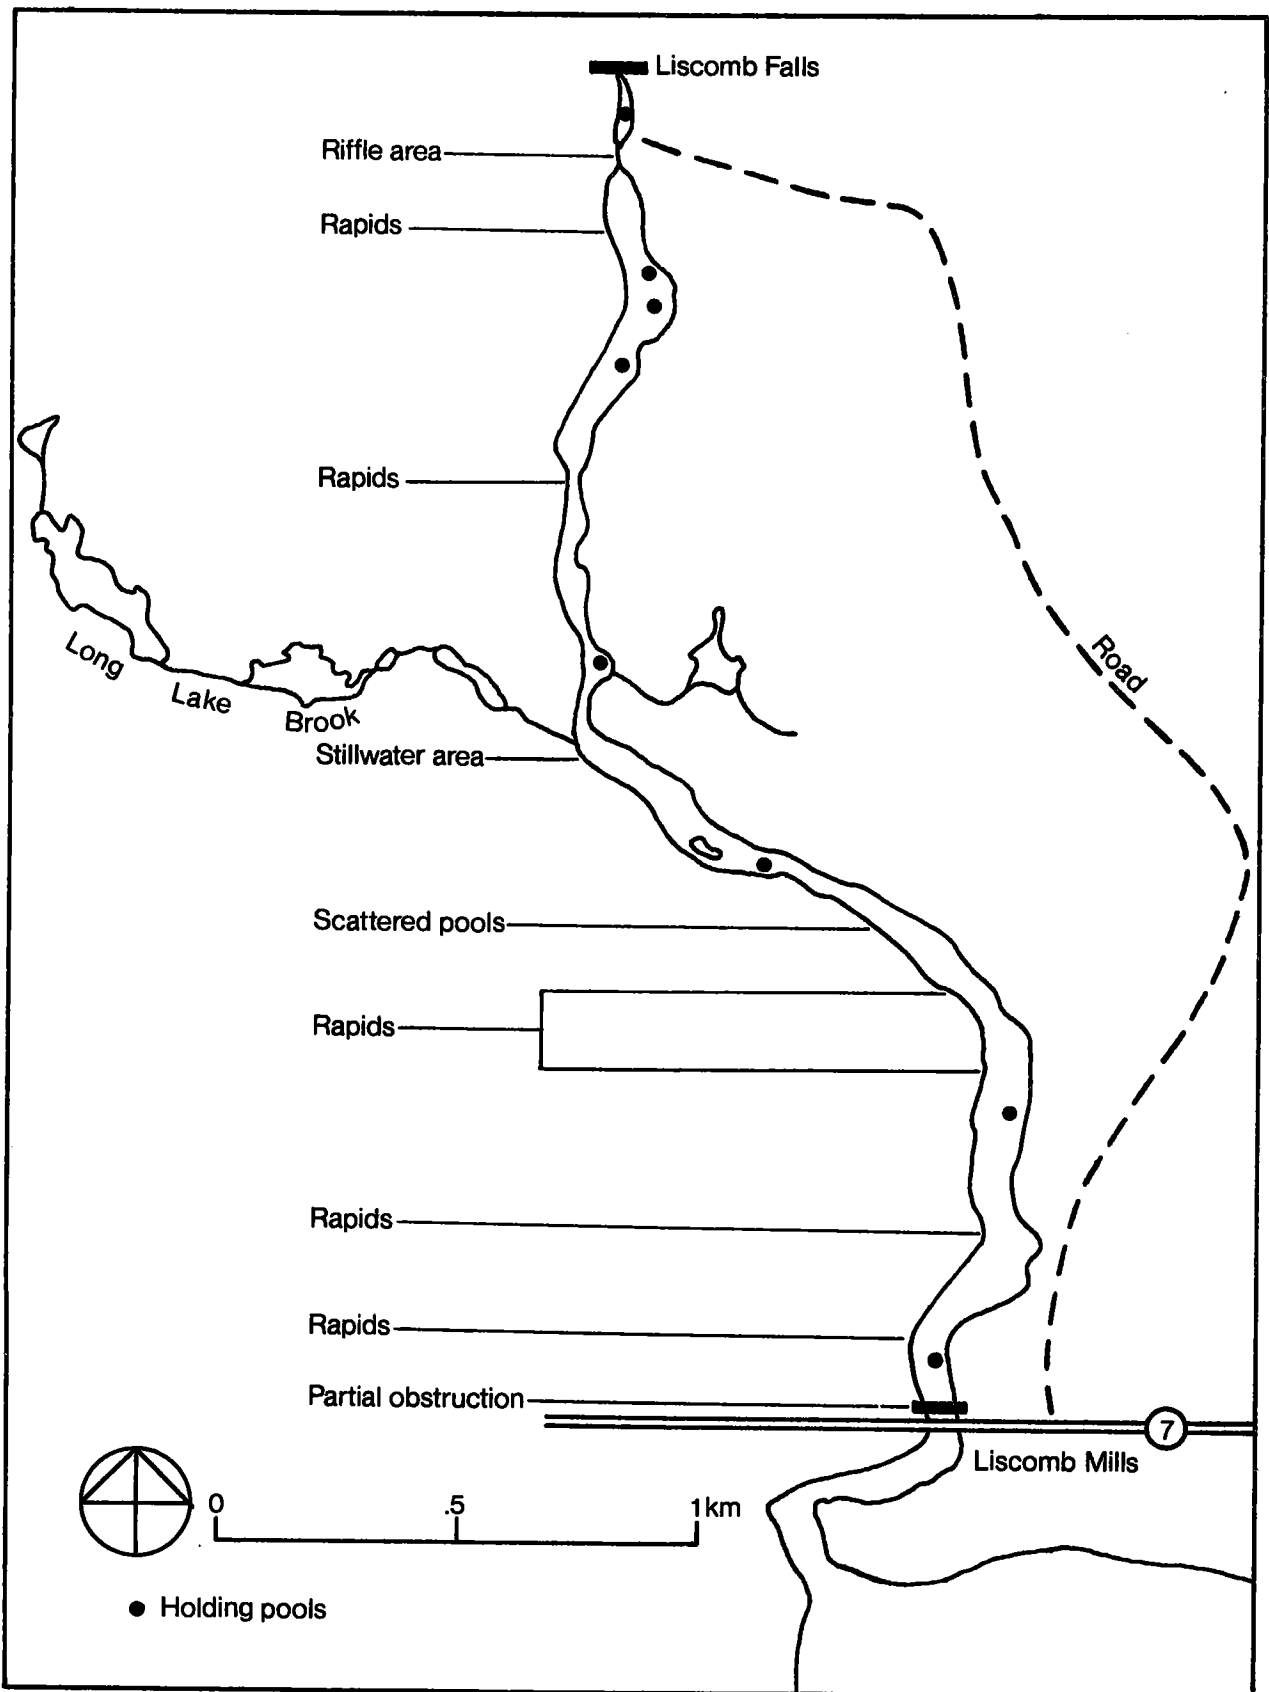 Liscomb Falls
Riffle area
Rapids
Rapids
Long
Lake
Brook
Road
Stillwater area
Scattered pools
Rapids
Rapids
Rapids
Partial obstruction
7
Liscomb Mills
0 .5 1km
Holding pools